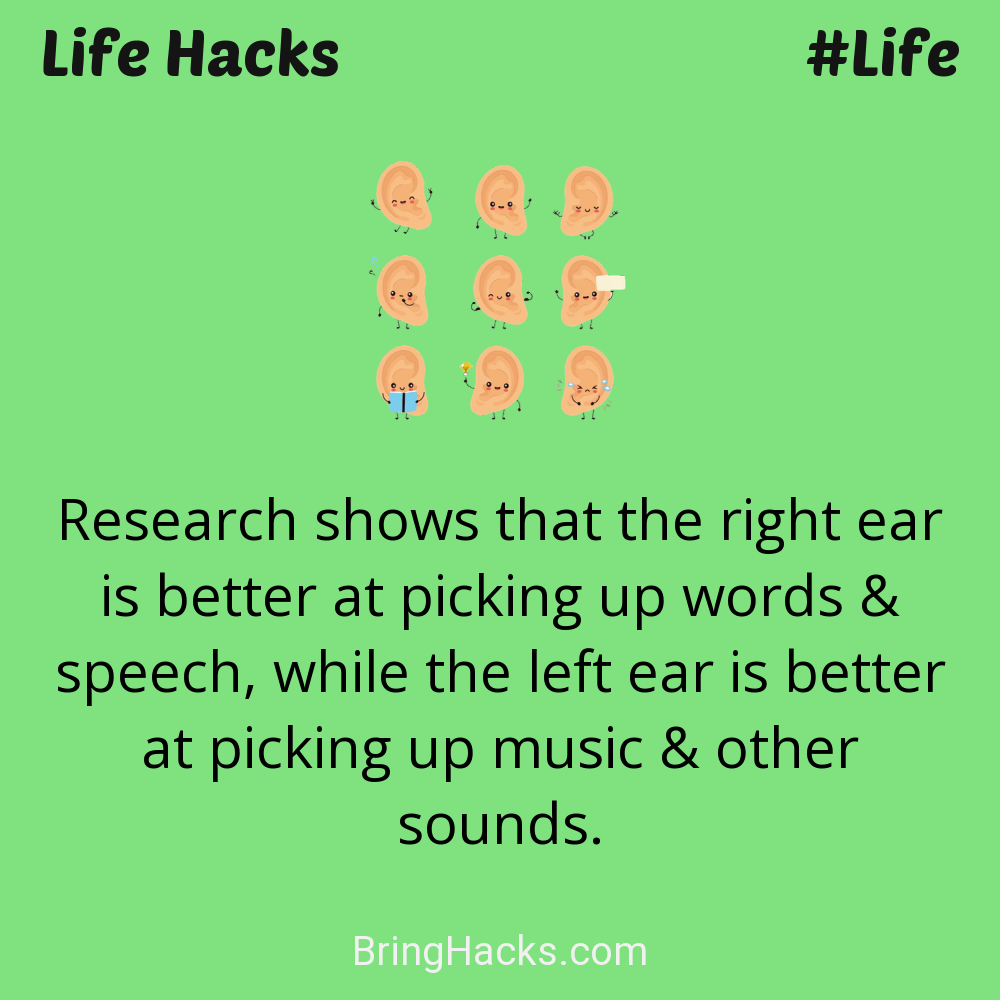 Life Hacks
#Life
Research shows that the right ear
is better at picking up words &
speech, while the left ear is better
at picking up music & other
sounds.
BringHacks.com